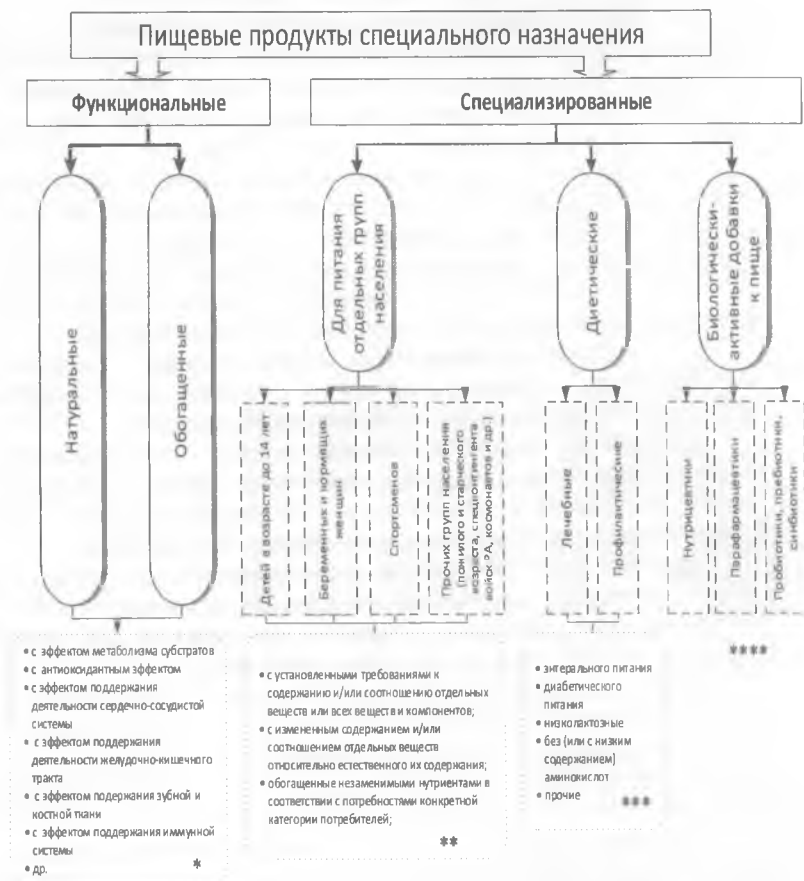 Пищевые продукты специального назначения
Функциональные
Специализированные
Натуральные
Обогащенные
Для питания
отдельных групп
населения
Диетические
Биологически-
активные добавки
к пище
Детей в возрасте до 14 лет
Беременных и кормящих
женщин
Спортсменов
Прочих групп населения
(пожилого и старческого
возраста, спецконтингента
войск РА, космонавтов и др.)
Лечебные
Профилактические
Нутрицевтики
Парафармацевтики
Пробиотики, пребиотики,
синбиотики
• с эффектом метаболизма субстратов
• с антиоксидантным эффектом
• с эффектом поддержания
деятельности сердечно-сосудистой
системы
• с эффектом поддержания
деятельности желудочно-кишечного
тракта
• с эффектом подержания зубной и
костной ткани
• с эффектом поддержания иммунной
системы
• др.
*
• с установленными требованиями к
содержанию и/или соотношению отдельных
веществ или всех веществ и компонентов;
• с измененным содержанием и/или
соотношением отдельных веществ
относительно естественного их содержания;
• обогащенные незаменимыми нутриентами в
соответствии с потребностями конкретной
категории потребителей;
**
• энтерального питания
• диабетического
питания
• низколактозные
• без (или с низким
содержанием)
аминокислот
• прочие
***
****